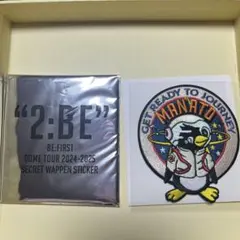 "2:BE"
BE:FIRST
DOME TOUR 2024-2025
SECRET WAPPEN STICKER
GET READY TO JOURNEY
MANATO